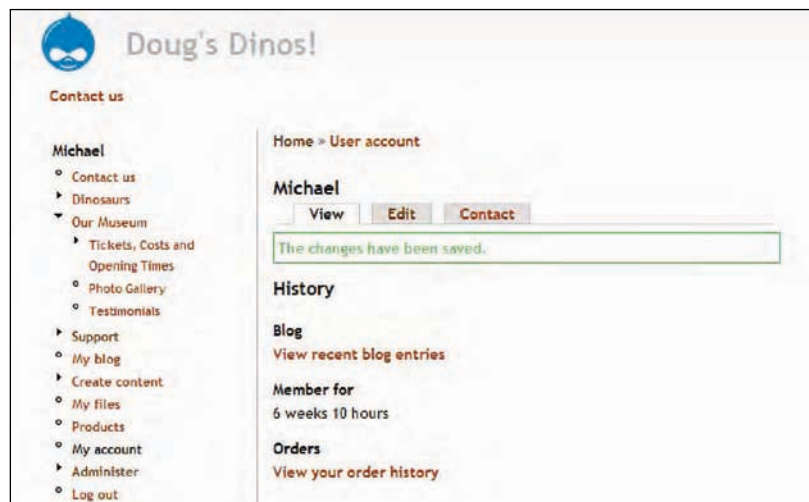 Doug's Dinos!
Contact us
Michael
Contact us
Dinosaurs
Our Museum
Tickets, Costs and
Opening Times
Photo Gallery
Testimonials
Support
My blog
Create content
My files
Products
My account
Administer
Log out
Home » User account
Michael
View Edit Contact
The changes have been saved.
History
Blog
View recent blog entries
Member for
6 weeks 10 hours
Orders
View your order history